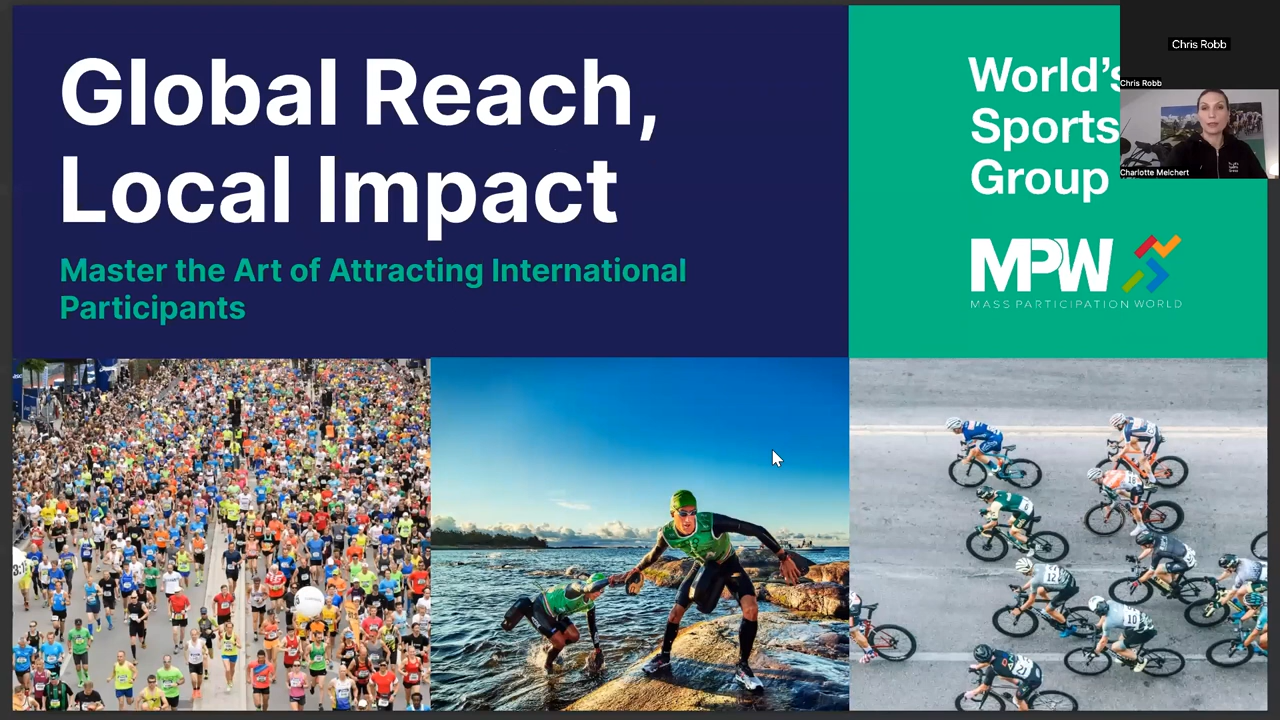 Global Reach,
Local Impact
Master the Art of Attracting International
Participants
World's
Sports
Group
MPW
MASS PARTICIPATION WORLD
Chris Robb
Chris Robb
Charlotte Melchert